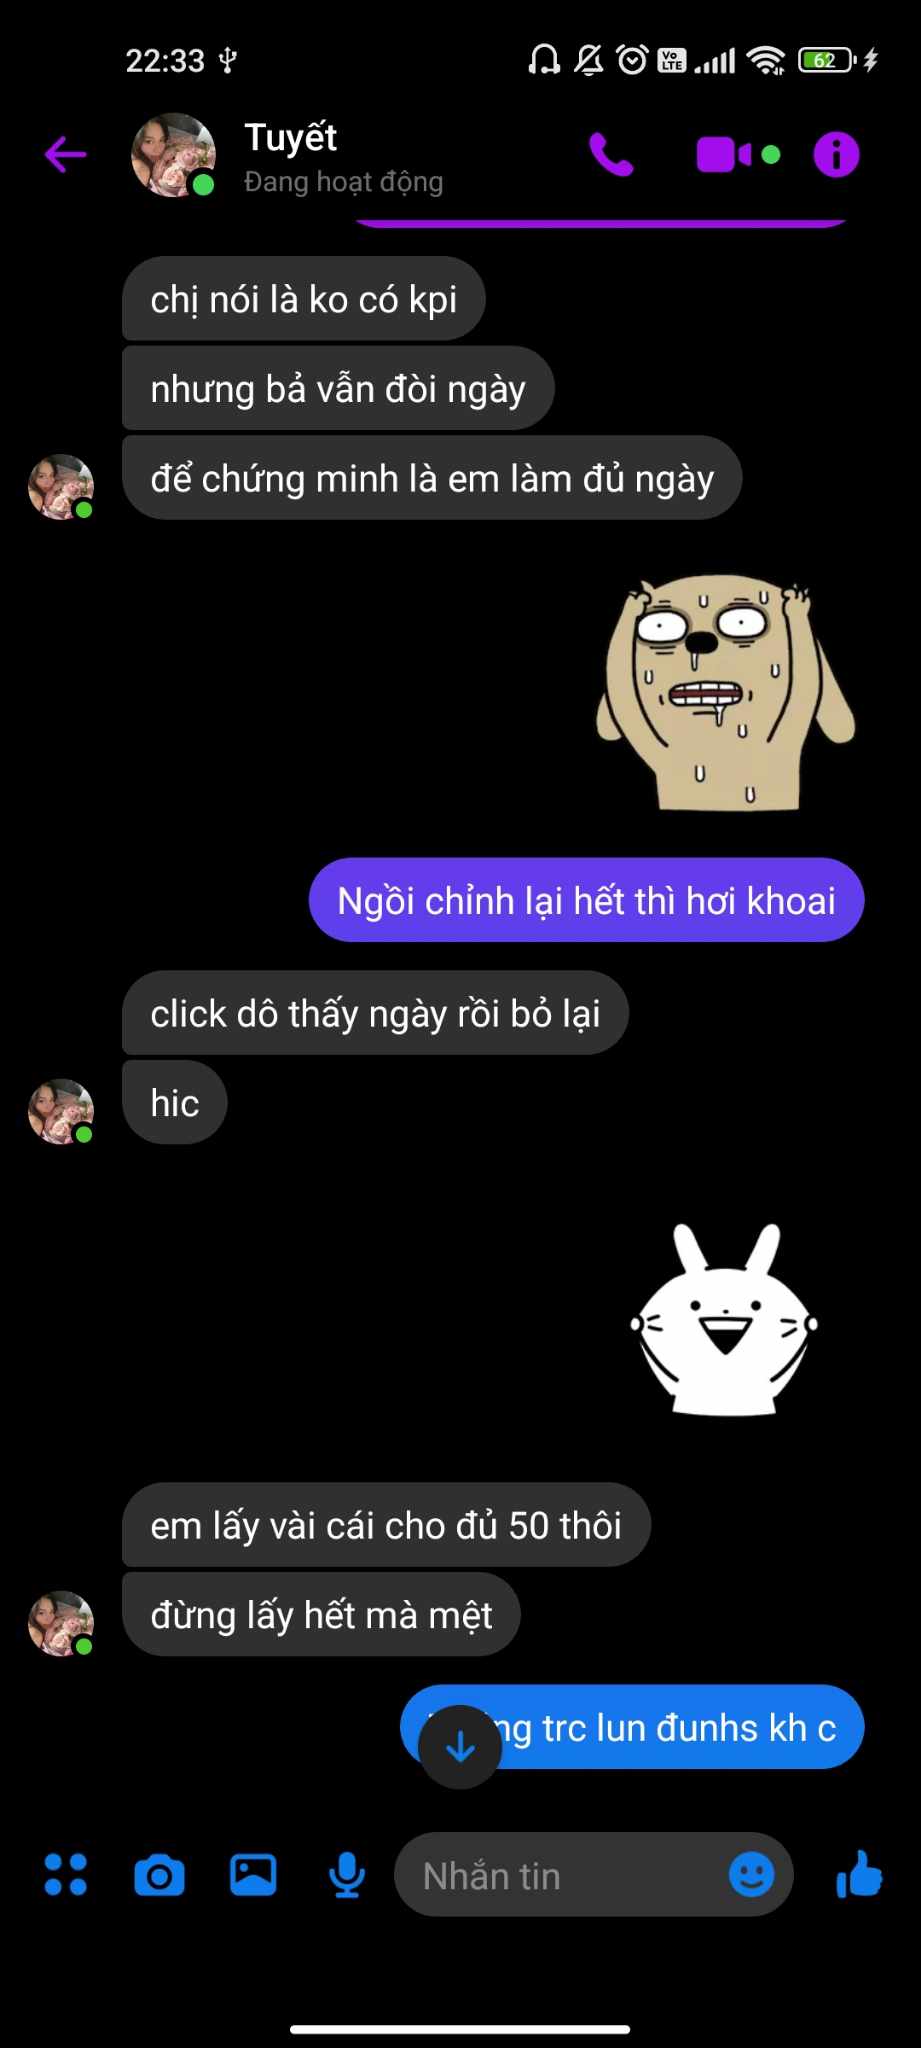 22:33
Vo
LTE
62
Tuyết
Đang hoạt động
chị nói là ko có kpi
nhưng bả vẫn đòi ngày
để chứng minh là em làm đủ ngày
Ngồi chỉnh lại hết thì hơi khoai
click dô thấy ngày rồi bỏ lại
hic
em lấy vài cái cho đủ 50 thôi
đừng lấy hết mà mệt
trc lun đunhs kh c
Nhắn tin